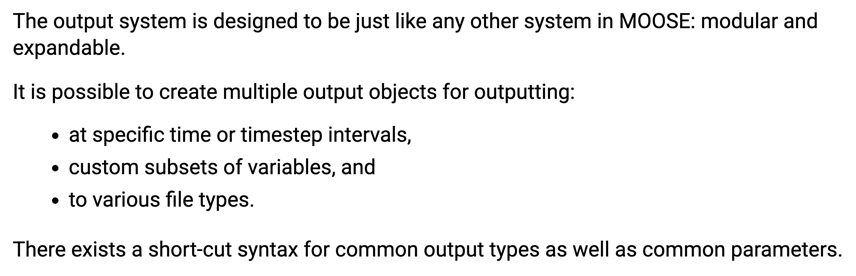 The output system is designed to be just like any other system in MOOSE: modular and
expandable.
It is possible to create multiple output objects for outputting:
• at specific time or timestep intervals,
• custom subsets of variables, and
• to various file types.
There exists a short-cut syntax for common output types as well as common parameters.